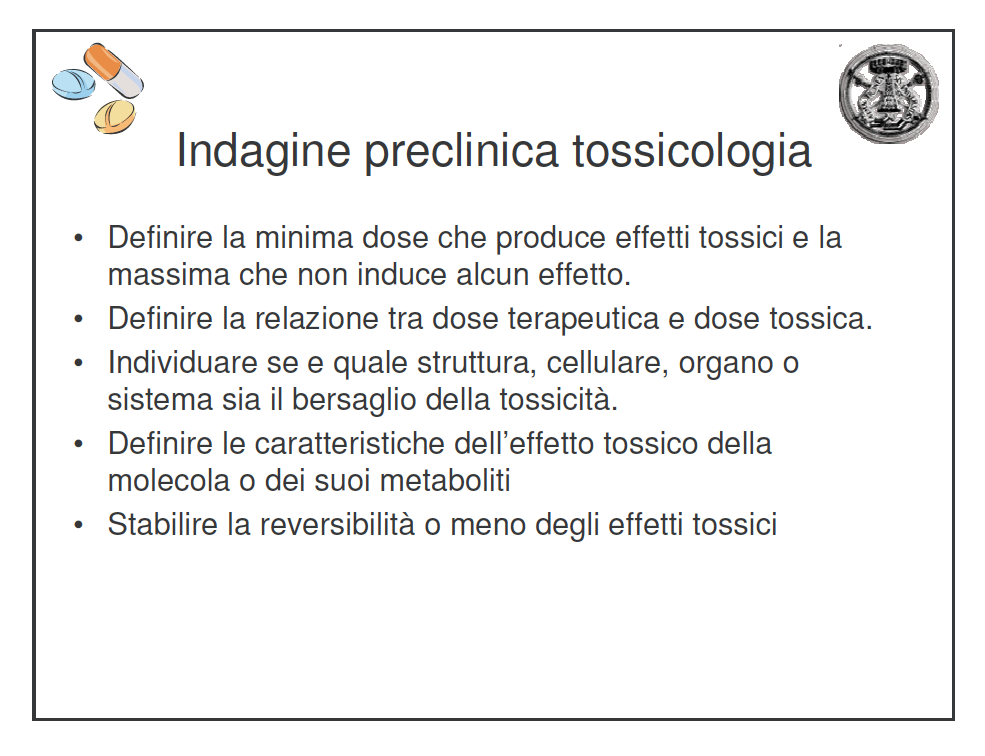 Indagine preclinica tossicologia
• Definire la minima dose che produce effetti tossici e la
massima che non induce alcun effetto.
• Definire la relazione tra dose terapeutica e dose tossica.
• Individuare se e quale struttura, cellulare, organo o
sistema sia il bersaglio della tossicità.
• Definire le caratteristiche dell'effetto tossico della
molecola o dei suoi metaboliti
• Stabilire la reversibilità o meno degli effetti tossici